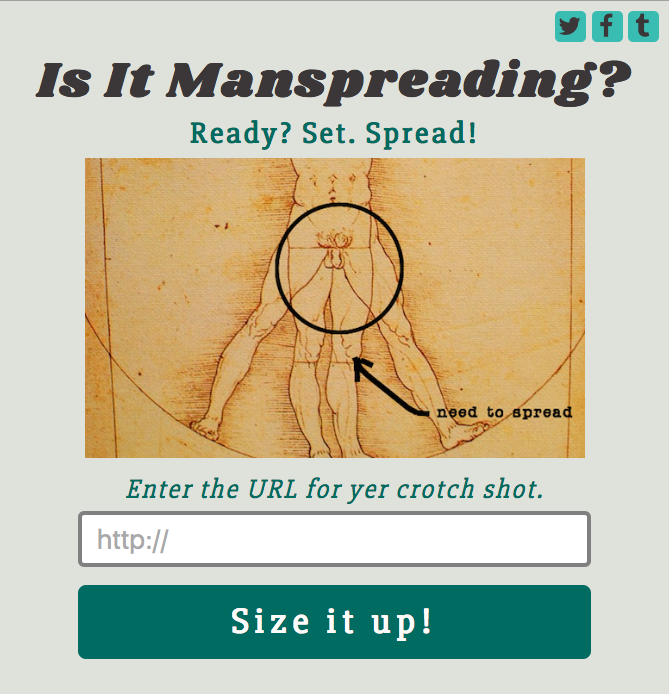 Is It Manspreading?
Ready? Set. Spread!
need to spread
Enter the URL for yer crotch shot.
http://
Size it up!